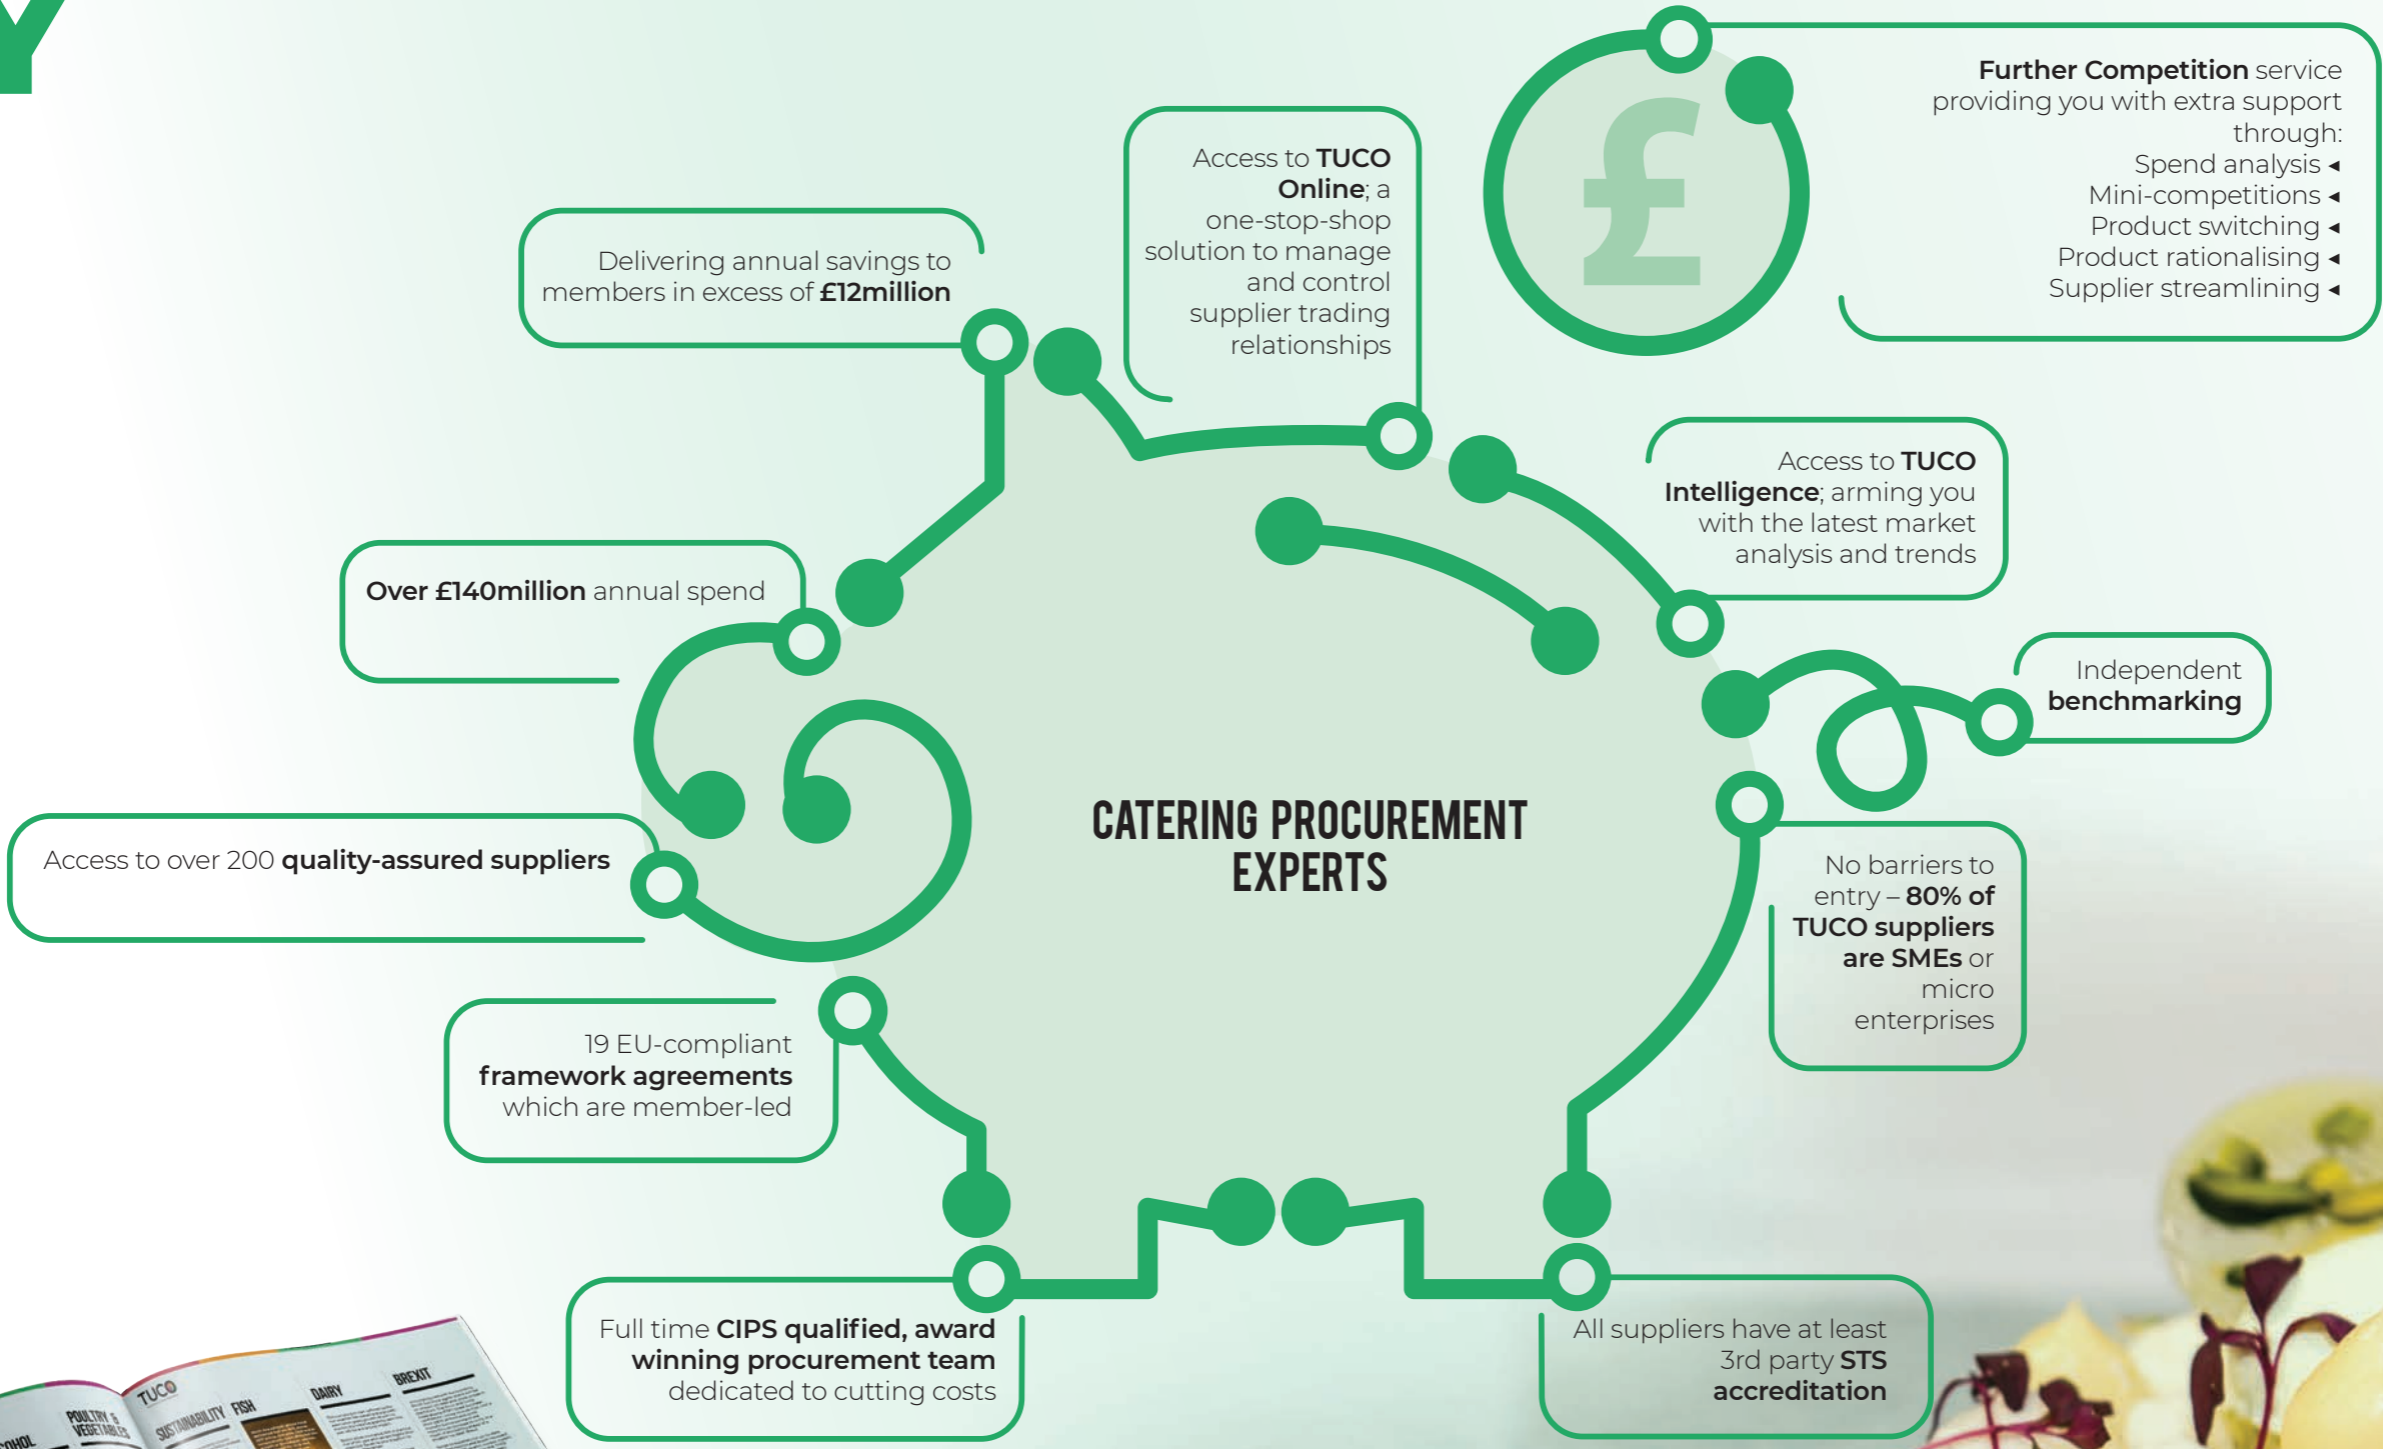 Y
Further Competition service
providing you with extra support
through:
Spend analysis ◂
Mini-competitions ◂
Product switching ◂
Product rationalising ◂
Supplier streamlining ◂
£
Access to TUCO
Online; a
one-stop-shop
solution to manage
and control
supplier trading
relationships
Delivering annual savings to
members in excess of £12million
Access to TUCO
Intelligence; arming you
with the latest market
analysis and trends
Over £140million annual spend
Independent
benchmarking
CATERING PROCUREMENT
EXPERTS
Access to over 200 quality-assured suppliers
No barriers to
entry – 80% of
TUCO suppliers
are SMEs or
micro
enterprises
19 EU-compliant
framework agreements
which are member-led
Full time CIPS qualified, award
winning procurement team
dedicated to cutting costs
All suppliers have at least
3rd party STS
accreditation
TUCO
POULTRY &
VEGETABLES
SUSTAINABILITY
FISH
DAIRY
BREXIT